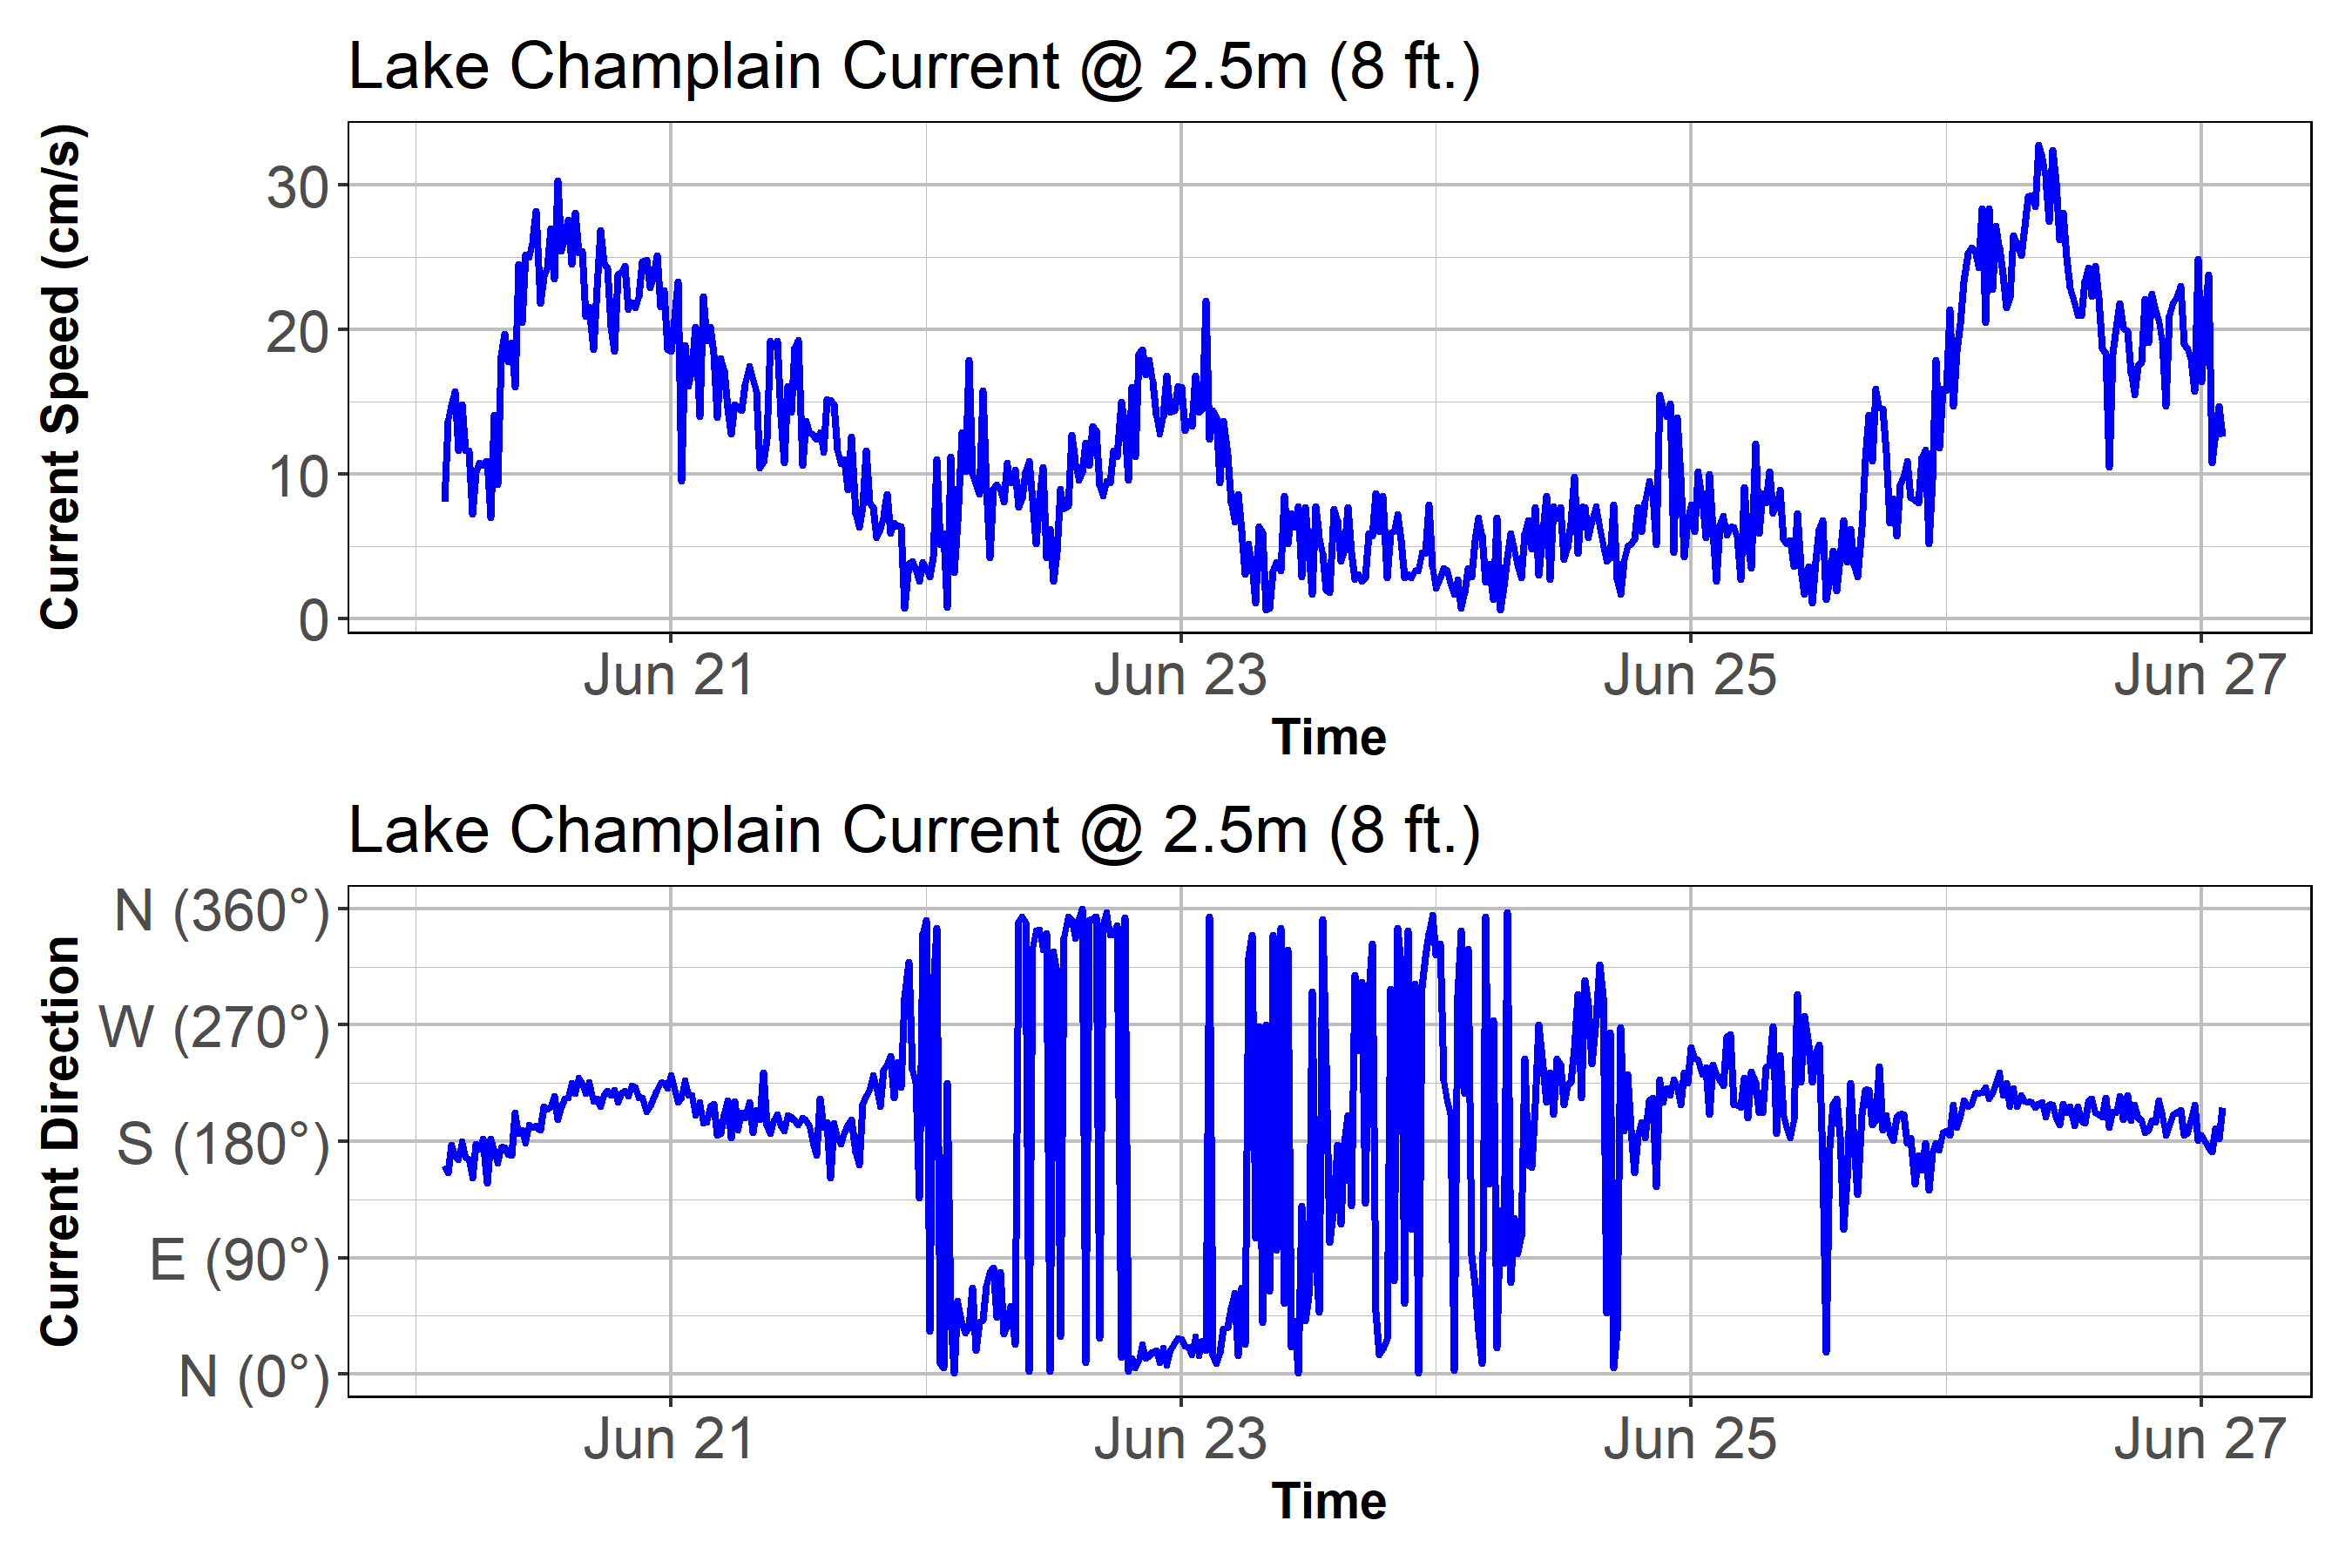 Lake Champlain Current @ 2.5m (8 ft.)
Current Speed (cm/s)
30
20
10
0
Jun 21 Jun 23 Jun 25 Jun 27
Time
Lake Champlain Current @ 2.5m (8 ft.)
Current Direction
N (360°)
W (270°)
S (180°)
E (90°)
N (0°)
Jun 21 Jun 23 Jun 25 Jun 27
Time